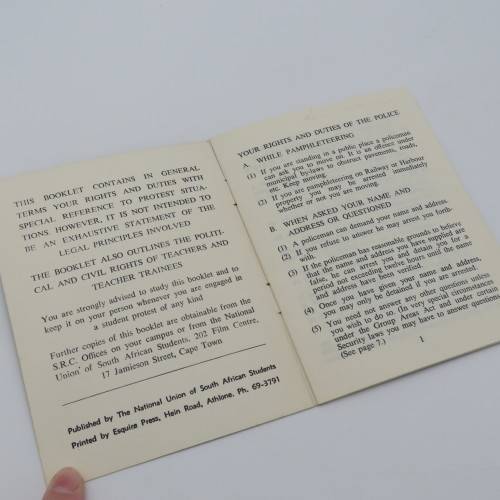 THIS BOOKLET CONTAINS IN GENERAL
TERMS YOUR RIGHTS AND DUTIES WITH
SPECIAL REFERENCE TO PROTEST SITUA-
TIONS. HOWEVER, IT IS NOT INTENDED TO
BE AN EXHAUSTIVE STATEMENT OF THE
LEGAL PRINCIPLES INVOLVED
THE BOOKLET ALSO OUTLINES THE POLITI-
CAL AND CIVIL RIGHTS OF TEACHERS AND
TEACHER TRAINEES
You are strongly advised to study this booklet and to
keep it on your person whenever you are engaged in
a student protest of any kind
Further copies of this booklet are obtainable from the
S.R.C. Offices on your campus or from the National
Union of South African Students, 202 Film Centre,
17 Jamieson Street, Cape Town
Published by The National Union of South African Students
Printed by Esquire Press, Hein Road, Athlone. Ph. 69-3791
YOUR RIGHTS AND DUTIES OF THE POLICE
A. WHILE PAMPHLETEERING
(1) If you are standing in a public place a policeman
can ask you to move on. It is an offence under
municipal by-laws to obstruct pavements, roads,
etc. Keep moving.
(2) If you are pamphleteering on Railway or Harbour
property you may be arrested immediately
whether or not you are moving.
B. WHEN ASKED YOUR NAME AND
ADDRESS OR QUESTIONED
(1) A policeman can demand your name and address.
(2) If you refuse to answer he may arrest you forth-
with.
(3) If the policeman has reasonable grounds to believe
that the name and address you have supplied are
false, he can arrest you and detain you for a
period not exceeding twelve hours until the name
and address have been verified.
(4) Once you have given your name and address,
you may only be detained if you are arrested.
(5) You need not answer any other questions unless
you wish to do so. (In very special circumstances
under the Group Areas Act and under certain
Security laws you may have to answer questions
(See page 7.)
1